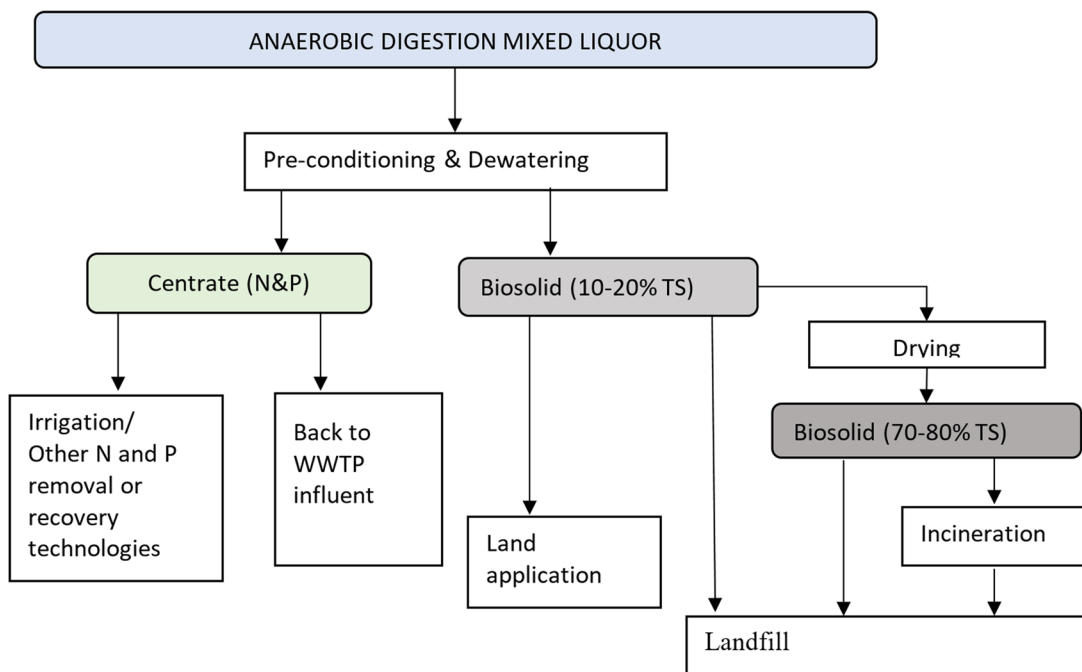 ANAEROBIC DIGESTION MIXED LIQUOR
Pre-conditioning & Dewatering
Centrate (N&P)
Biosolid (10-20% TS)
Drying
Biosolid (70-80% TS)
Irrigation/
Other N and P
removal or
recovery
technologies
Back to
WWTP
influent
Land
application
Incineration
Landfill